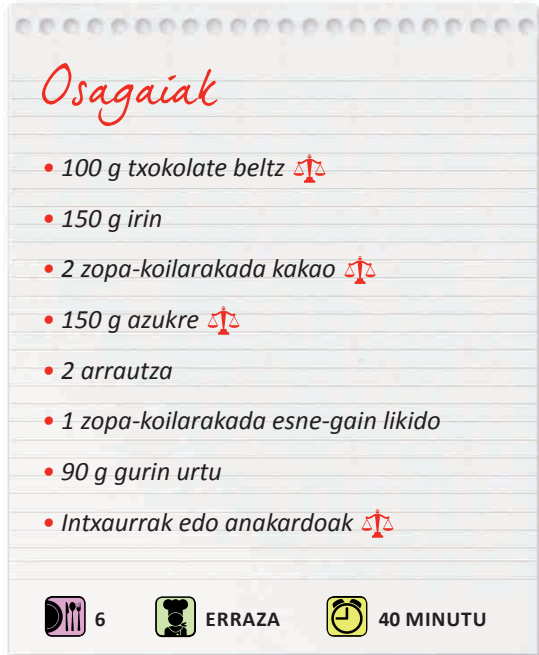 Osagaiak
• 100 g txokolate beltz
• 150 g irin
• 2 zopa-koilarakada kakao
• 150 g azukre
• 2 arrautza
• 1 zopa-koilarakada esne-gain likido
• 90 g gurin urtu
• Intxaurrak edo anakardoak
6 ERRAZA 40 MINUTU